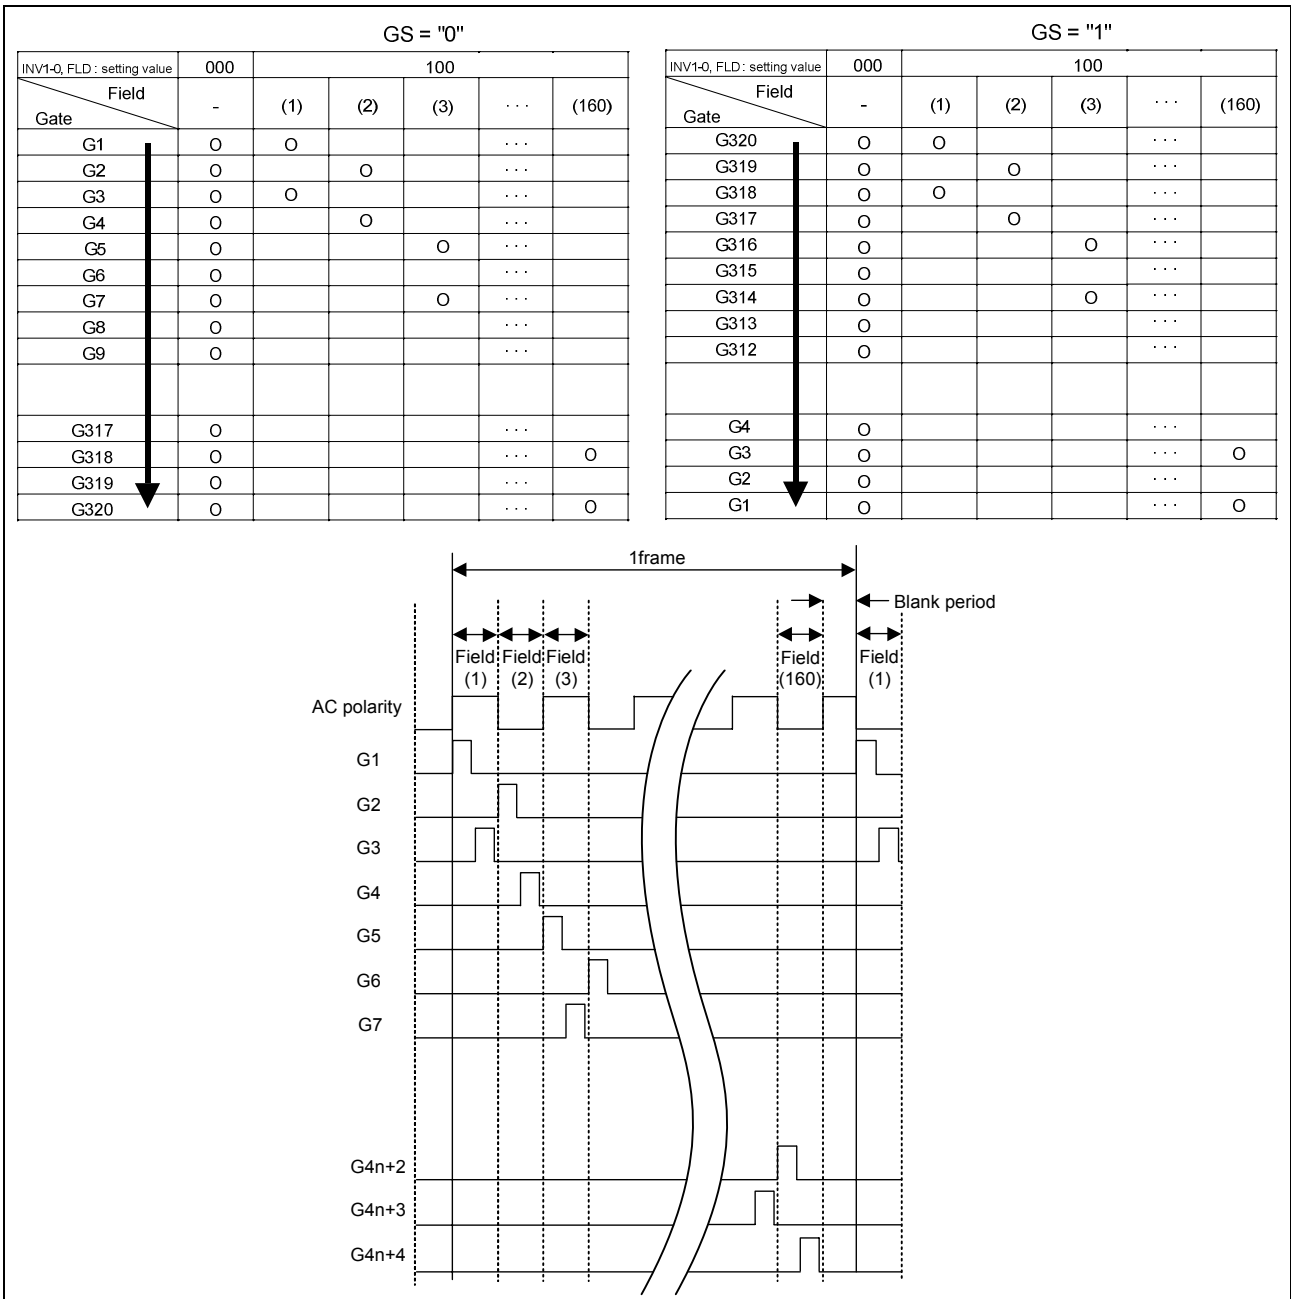 GS = "0"
INV1-0, FLD : setting value 000 100
Field
Gate - (1) (2) (3) · · · (160)
G1 O O · · ·
G2 O O · · ·
G3 O O · · ·
G4 O O · · ·
G5 O O · · ·
G6 O · · ·
G7 O O · · ·
G8 O · · ·
G9 O · · ·
G317 O · · ·
G318 O · · · O
G319 O · · ·
G320 O · · · O
GS = "1"
INV1-0, FLD : setting value 000 100
Field
Gate - (1) (2) (3) · · · (160)
G320 O O · · ·
G319 O O · · ·
G318 O O · · ·
G317 O O · · ·
G316 O O · · ·
G315 O · · ·
G314 O O · · ·
G313 O · · ·
G312 O · · ·
G4 O · · ·
G3 O · · · O
G2 O · · ·
G1 O · · · O
1frame
Blank period
Field Field Field Field Field
(1) (2) (3) (160) (1)
AC polarity
G1
G2
G3
G4
G5
G6
G7
G4n+2
G4n+3
G4n+4